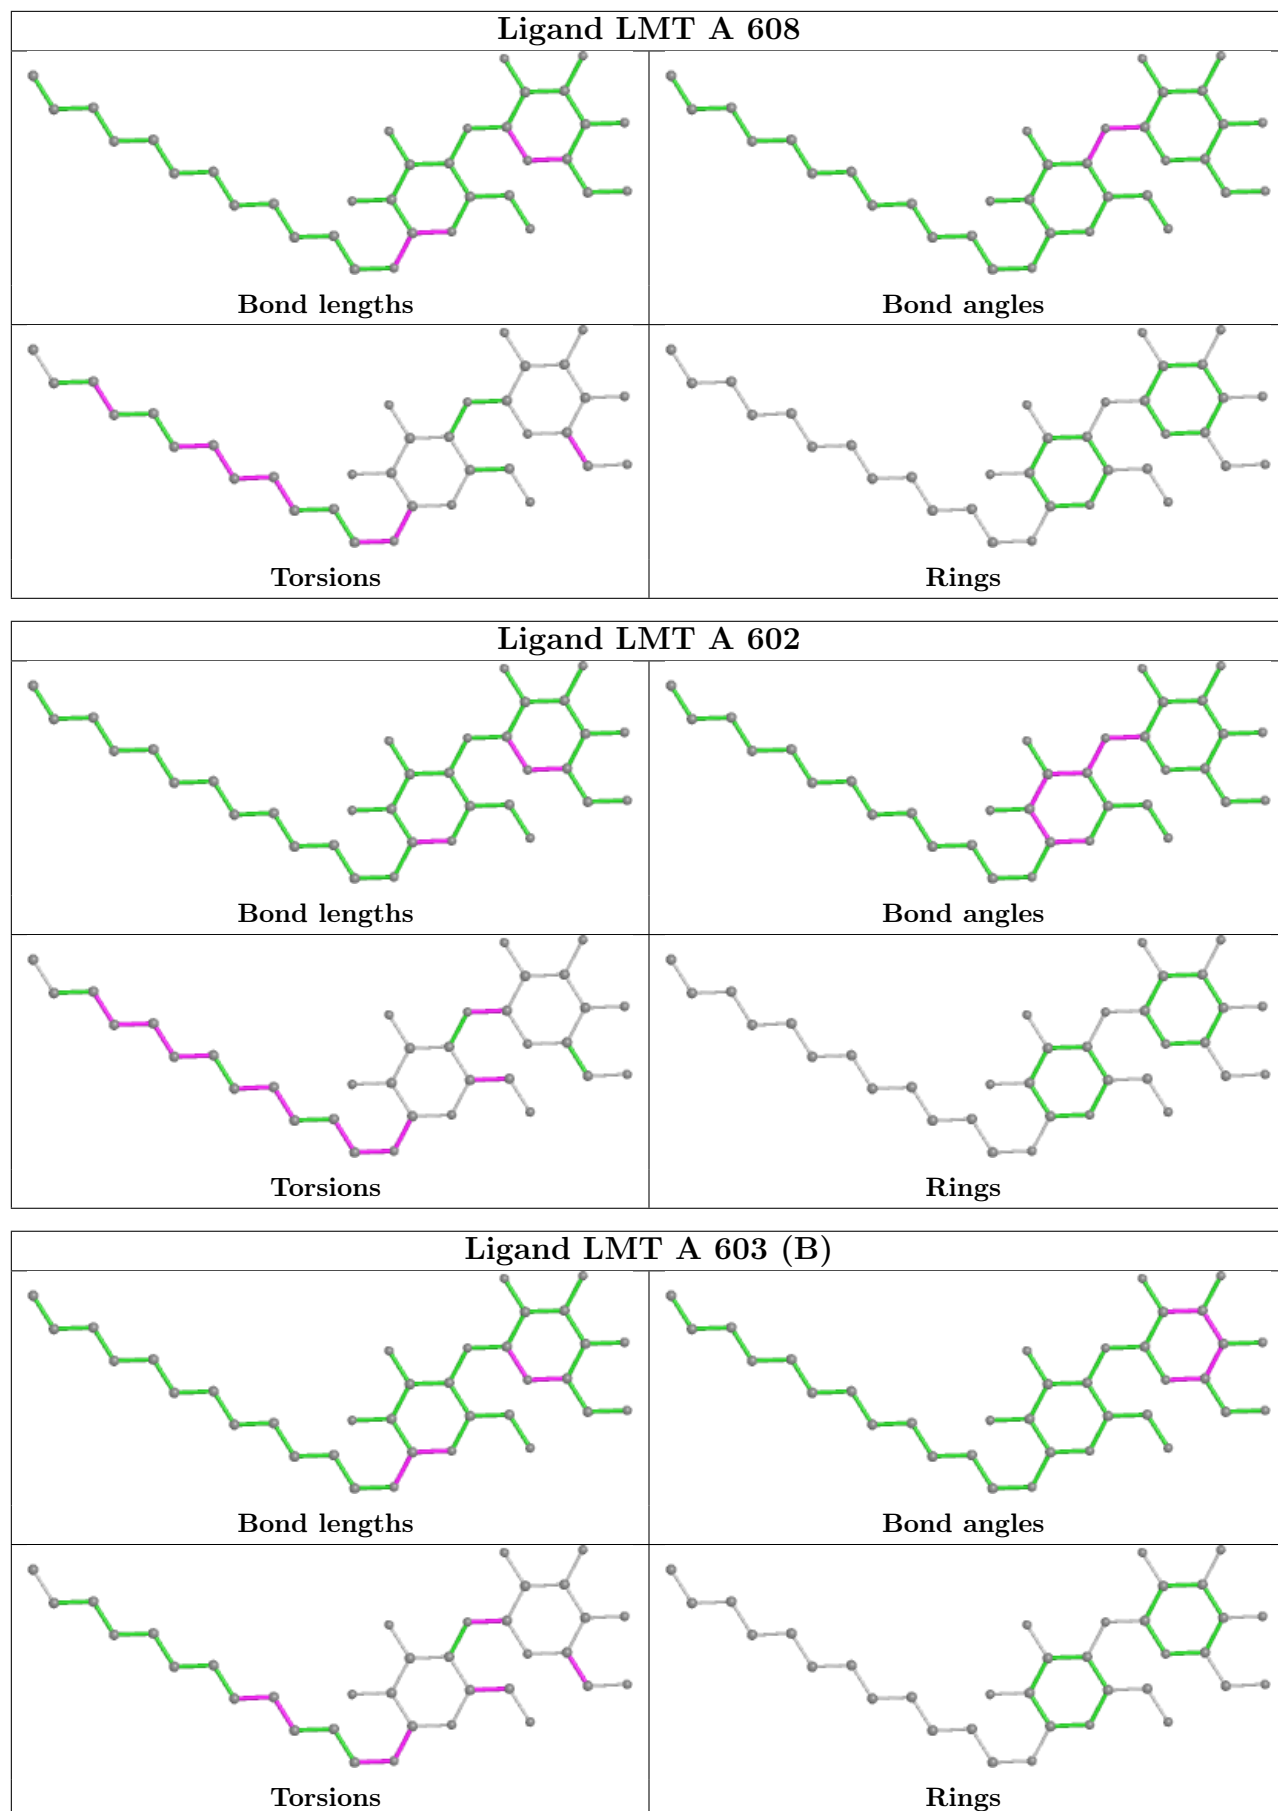 Ligand LMT A 608
Bond lengths
Bond angles
Torsions
Rings
Ligand LMT A 602
Bond lengths
Bond angles
Torsions
Rings
Ligand LMT A 603 (B)
Bond lengths
Bond angles
Torsions
Rings